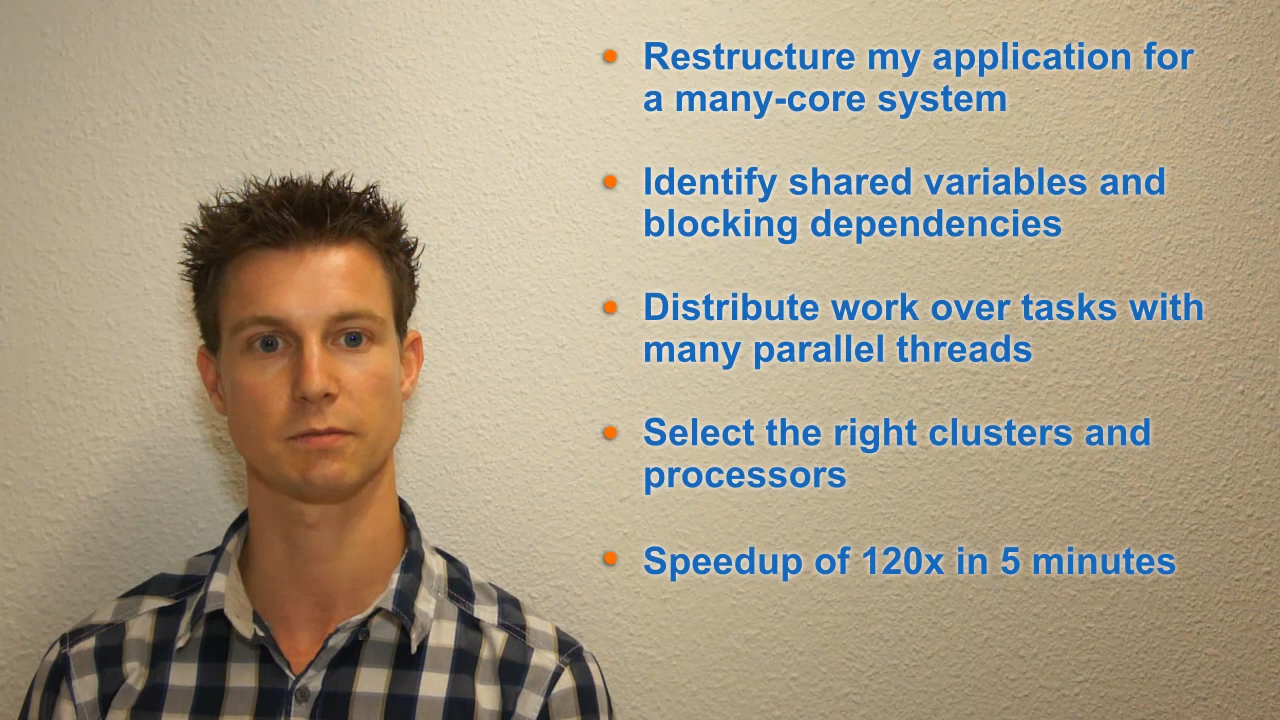 • Restructure my application for
a many-core system
• Identify shared variables and
blocking dependencies
• Distribute work over tasks with
many parallel threads
• Select the right clusters and
processors
• Speedup of 120x in 5 minutes